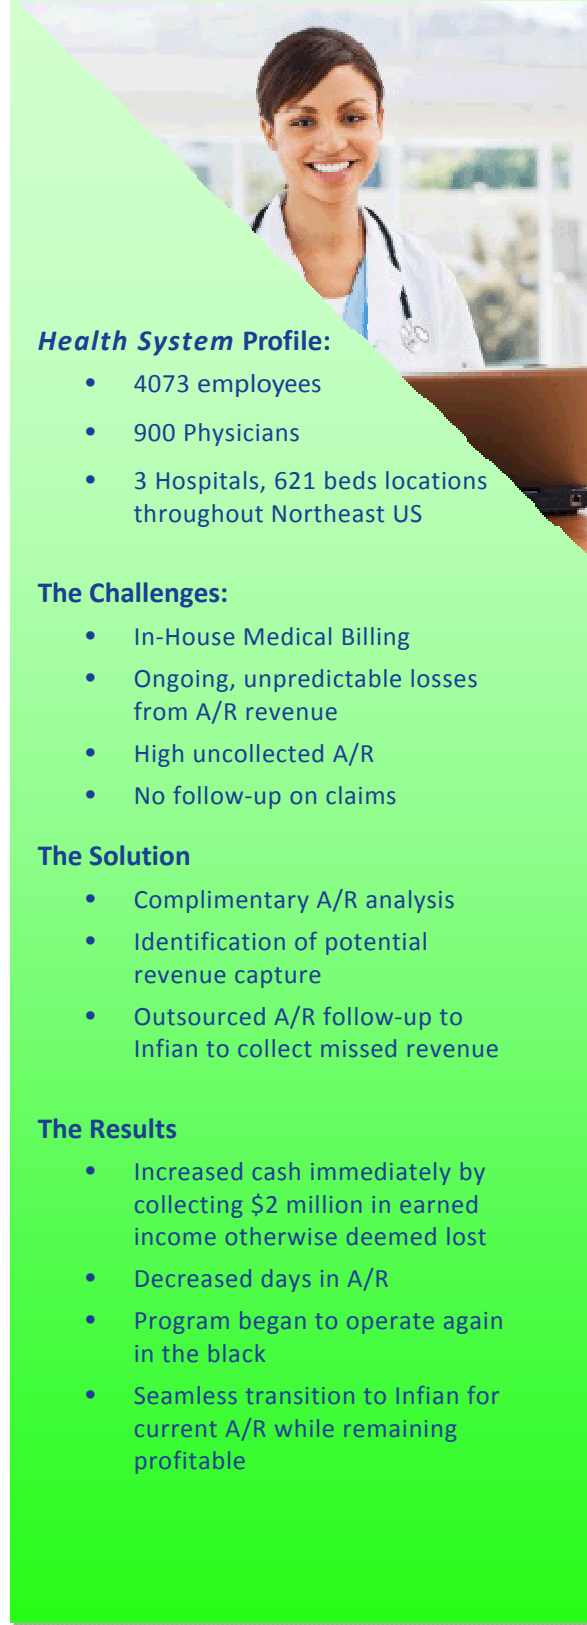 Health System Profile:
• 4073 employees
• 900 Physicians
• 3 Hospitals, 621 beds locations
throughout Northeast US
The Challenges:
• In-House Medical Billing
• Ongoing, unpredictable losses
from A/R revenue
• High uncollected A/R
• No follow-up on claims
The Solution
• Complimentary A/R analysis
• Identification of potential
revenue capture
• Outsourced A/R follow-up to
Infian to collect missed revenue
The Results
• Increased cash immediately by
collecting $2 million in earned
income otherwise deemed lost
• Decreased days in A/R
• Program began to operate again
in the black
• Seamless transition to Infian for
current A/R while remaining
profitable